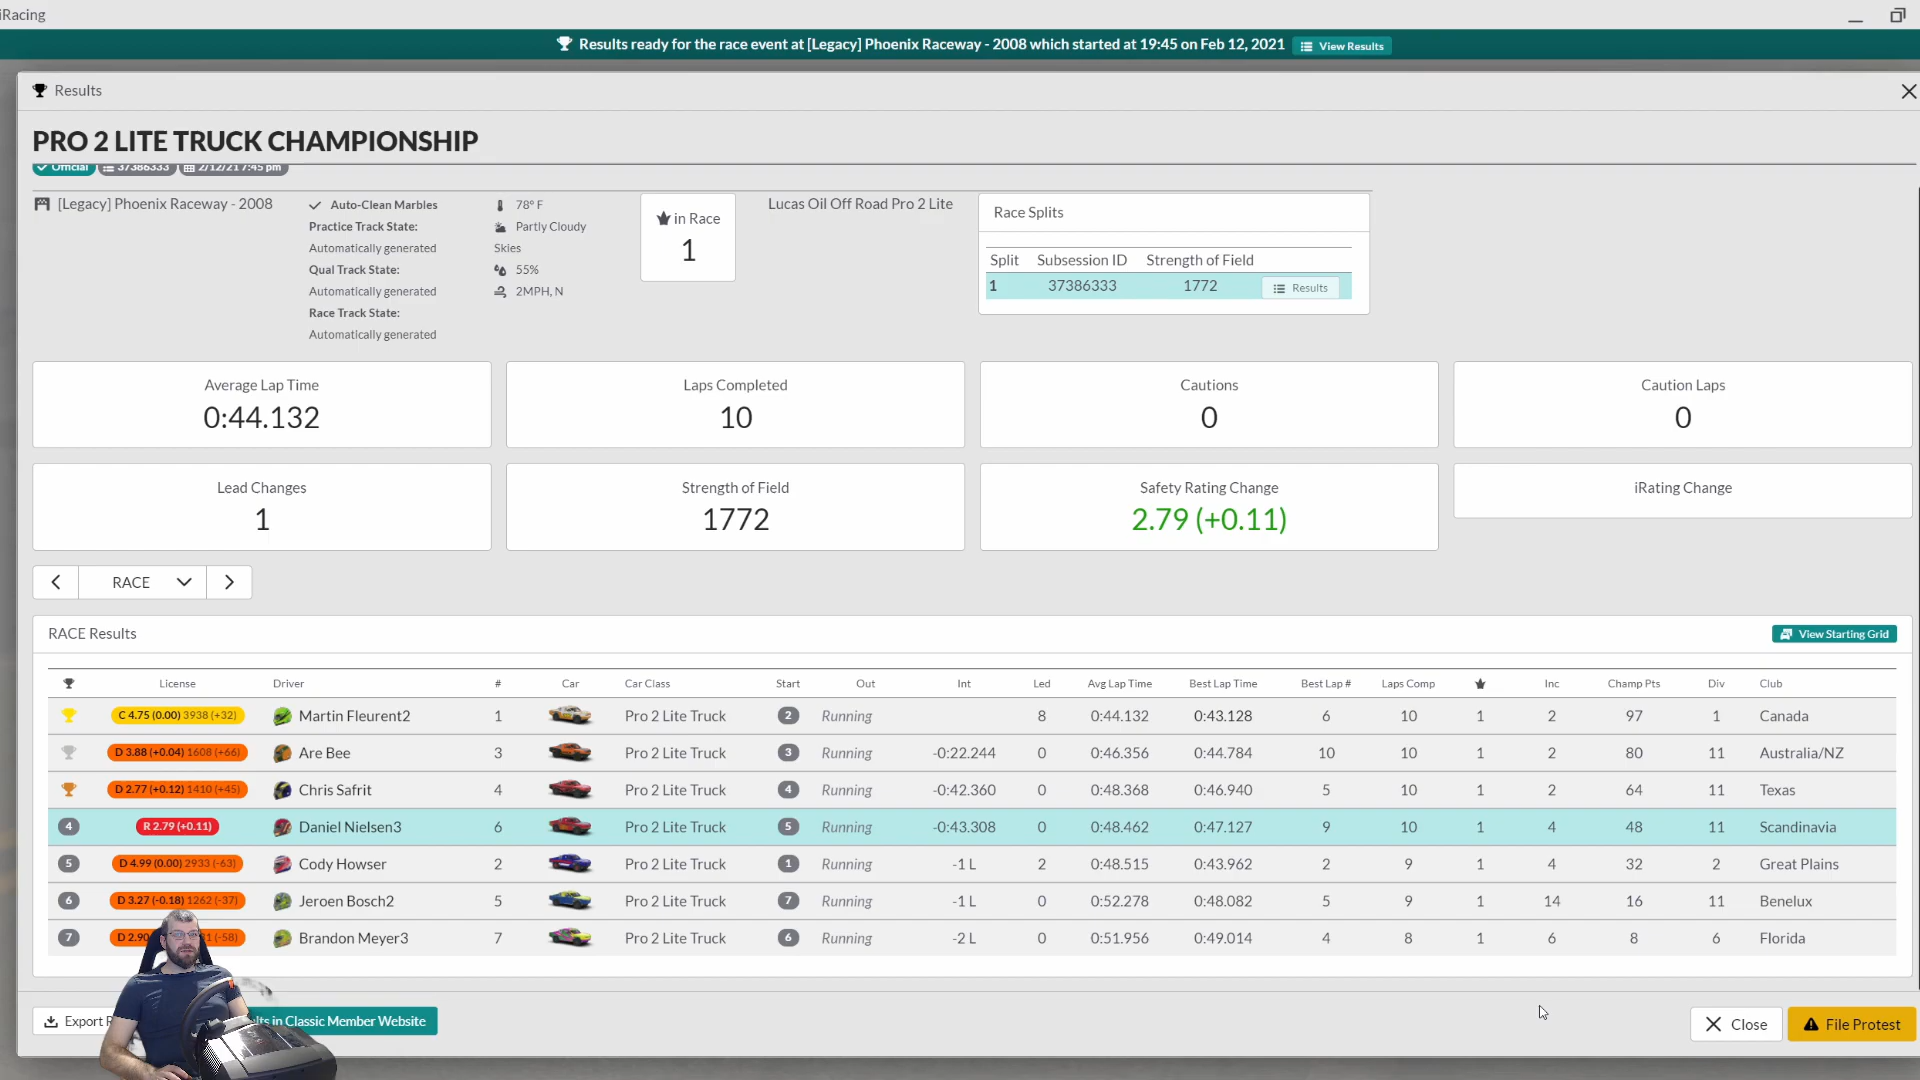 iRacing
Results ready for the race event at [Legacy] Phoenix Raceway - 2008 which started at 19:45 on Feb 12, 2021 View Results
Results
PRO 2 LITE TRUCK CHAMPIONSHIP
Official 37386333 2/12/21 7:45 pm
[Legacy] Phoenix Raceway - 2008
Auto-Clean Marbles
Practice Track State:
Automatically generated
Qual Track State:
Automatically generated
Race Track State:
Automatically generated
78° F
Partly Cloudy
Skies
55%
2MPH, N
in Race
1
Lucas Oil Off Road Pro 2 Lite
Race Splits
Split Subsession ID Strength of Field
1 37386333 1772 Results
Average Lap Time
0:44.132
Laps Completed
10
Cautions
0
Caution Laps
0
Lead Changes
1
Strength of Field
1772
Safety Rating Change
2.79 (+0.11)
iRating Change
RACE
RACE Results
View Starting Grid
License Driver # Car Car Class Start Out Int Led Avg Lap Time Best Lap Time Best Lap # Laps Comp Inc Champ Pts Div Club
C 4.75 (0.00) 3938 (+32) Martin Fleurent2 1 Pro 2 Lite Truck 2 Running 8 0:44.132 0:43.128 6 10 1 2 97 1 Canada
D 3.88 (+0.04) 1608 (+66) Are Bee 3 Pro 2 Lite Truck 3 Running -0:22.244 0 0:46.356 0:44.784 10 10 1 2 80 11 Australia/NZ
D 2.77 (+0.12) 1410 (+45) Chris Safrit 4 Pro 2 Lite Truck 4 Running -0:42.360 0 0:48.368 0:46.940 5 10 1 2 64 11 Texas
4 R 2.79 (+0.11) Daniel Nielsen3 6 Pro 2 Lite Truck 5 Running -0:43.308 0 0:48.462 0:47.127 9 10 1 4 48 11 Scandinavia
5 D 4.99 (0.00) 2933 (-63) Cody Howser 2 Pro 2 Lite Truck 1 Running -1 L 2 0:48.515 0:43.962 2 9 1 4 32 2 Great Plains
6 D 3.27 (-0.18) 1262 (-37) Jeroen Bosch2 5 Pro 2 Lite Truck 7 Running -1 L 0 0:52.278 0:48.082 5 9 1 14 16 11 Benelux
7 D 2.90 (-58) Brandon Meyer3 7 Pro 2 Lite Truck 6 Running -2 L 0 0:51.956 0:49.014 4 8 1 6 8 6 Florida
Export in Classic Member Website
Close File Protest